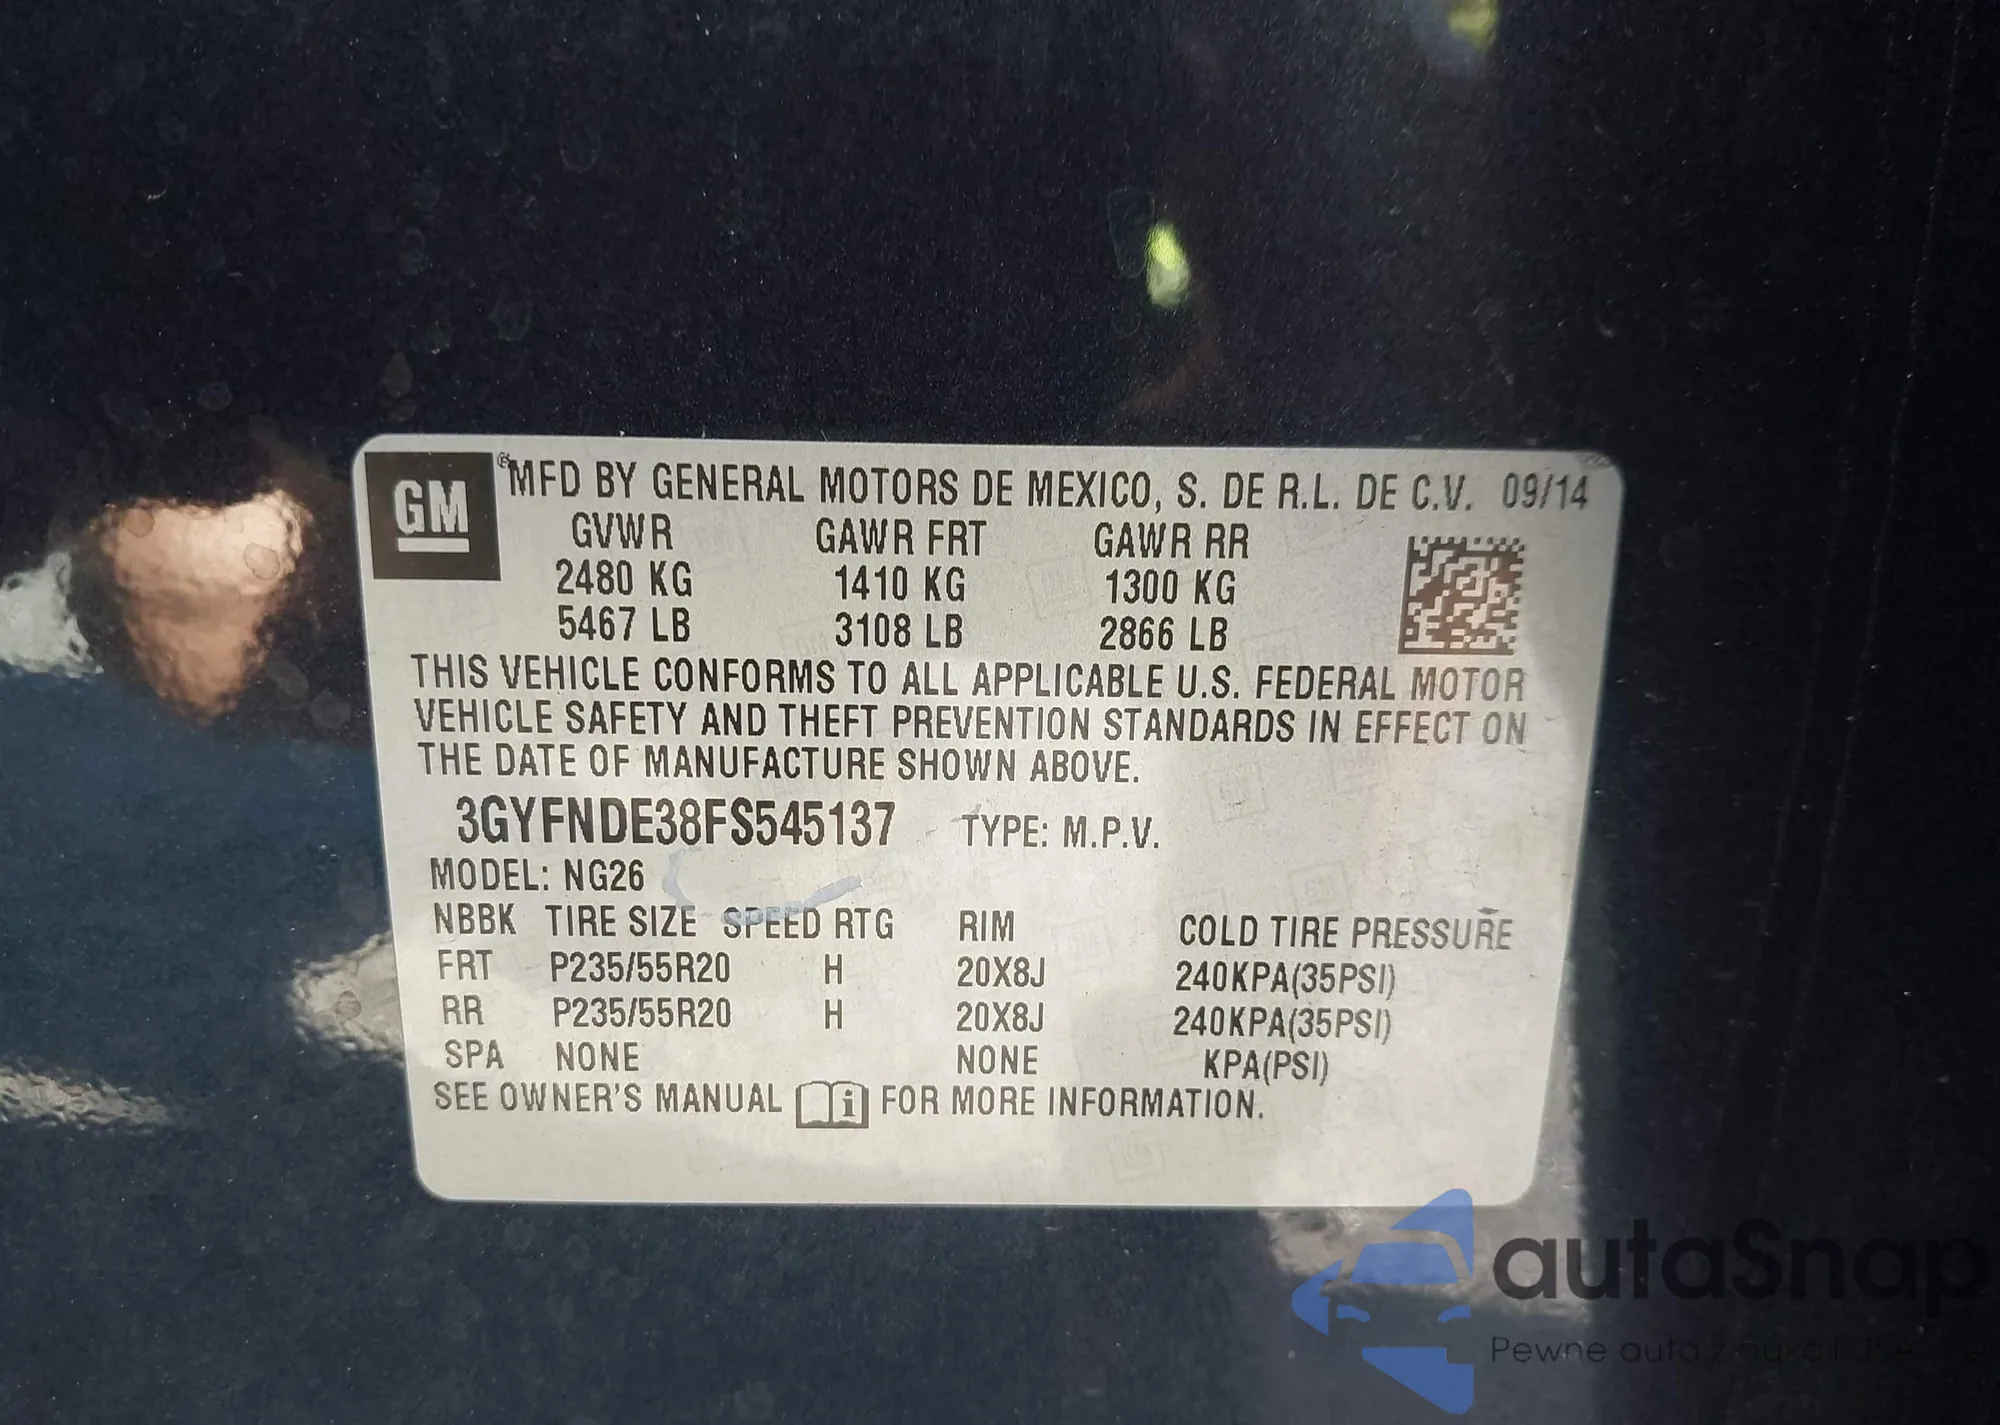 GM ® MFD BY GENERAL MOTORS DE MEXICO, S. DE R.L. DE C.V. 09/14
GVWR GAWR FRT GAWR RR
2480 KG 1410 KG 1300 KG
5467 LB 3108 LB 2866 LB
THIS VEHICLE CONFORMS TO ALL APPLICABLE U.S. FEDERAL MOTOR
VEHICLE SAFETY AND THEFT PREVENTION STANDARDS IN EFFECT ON
THE DATE OF MANUFACTURE SHOWN ABOVE.
3GYFNDE38FS545137 TYPE: M.P.V.
MODEL: NG26
NBBK TIRE SIZE SPEED RTG RIM COLD TIRE PRESSURE
FRT P235/55R20 H 20X8J 240KPA(35PSI)
RR P235/55R20 H 20X8J 240KPA(35PSI)
SPA NONE NONE KPA(PSI)
SEE OWNER'S MANUAL i FOR MORE INFORMATION.
autaSnap
Pewne auto z aukcji